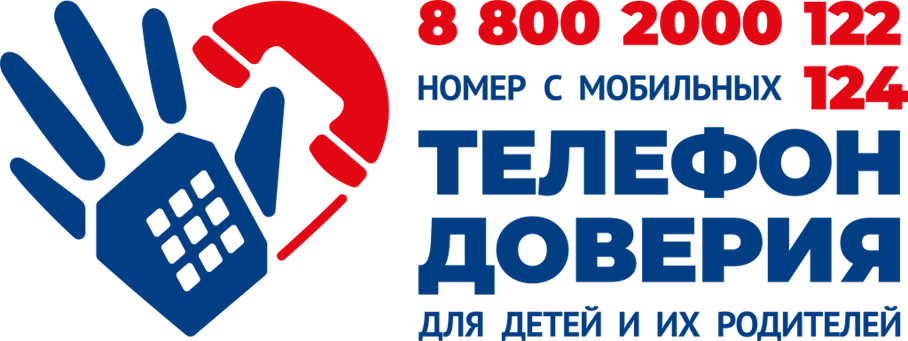 8 800 2000 122
НОМЕР С МОБИЛЬНЫХ 124
ТЕЛЕФОН
ДОВЕРИЯ
ДЛЯ ДЕТЕЙ И ИХ РОДИТЕЛЕЙ